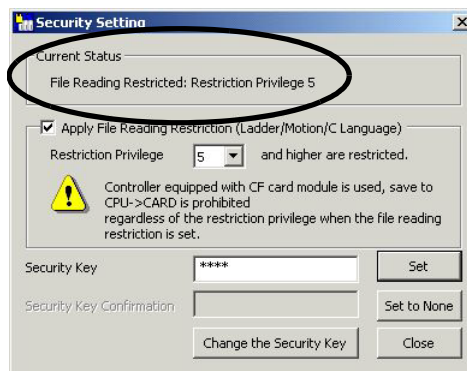 Security Setting
Current Status
File Reading Restricted: Restriction Privilege 5
Apply File Reading Restriction (Ladder/Motion/C Language)
Restriction Privilege 5 and higher are restricted.
Controller equipped with CF card module is used, save to
CPU->CARD is prohibited
regardless of the restriction privilege when the file reading
restriction is set.
Security Key **** Set
Security Key Confirmation Set to None
Change the Security Key Close